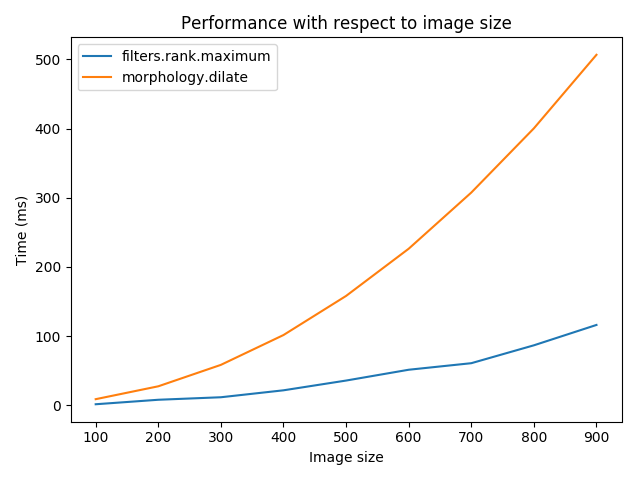 Performance with respect to image size
filters.rank.maximum
morphology.dilate
Time (ms)
500
400
300
200
100
0
100 200 300 400 500 600 700 800 900
Image size